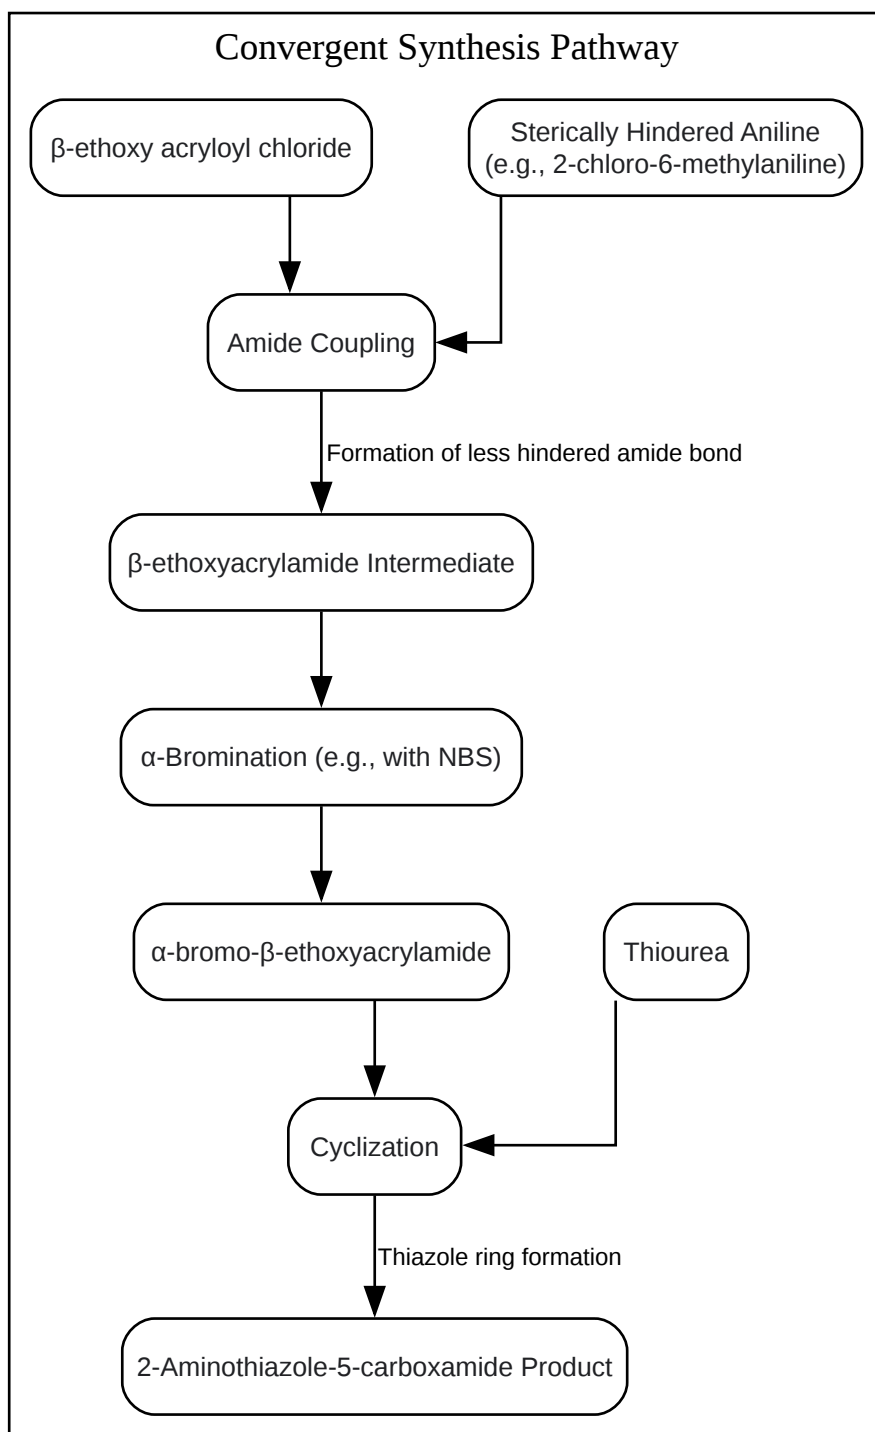 Convergent Synthesis Pathway
β-ethoxy acryloyl chloride
Sterically Hindered Aniline
(e.g., 2-chloro-6-methylaniline)
Amide Coupling
Formation of less hindered amide bond
β-ethoxyacrylamide Intermediate
α-Bromination (e.g., with NBS)
α-bromo-β-ethoxyacrylamide
Thiourea
Cyclization
Thiazole ring formation
2-Aminothiazole-5-carboxamide Product